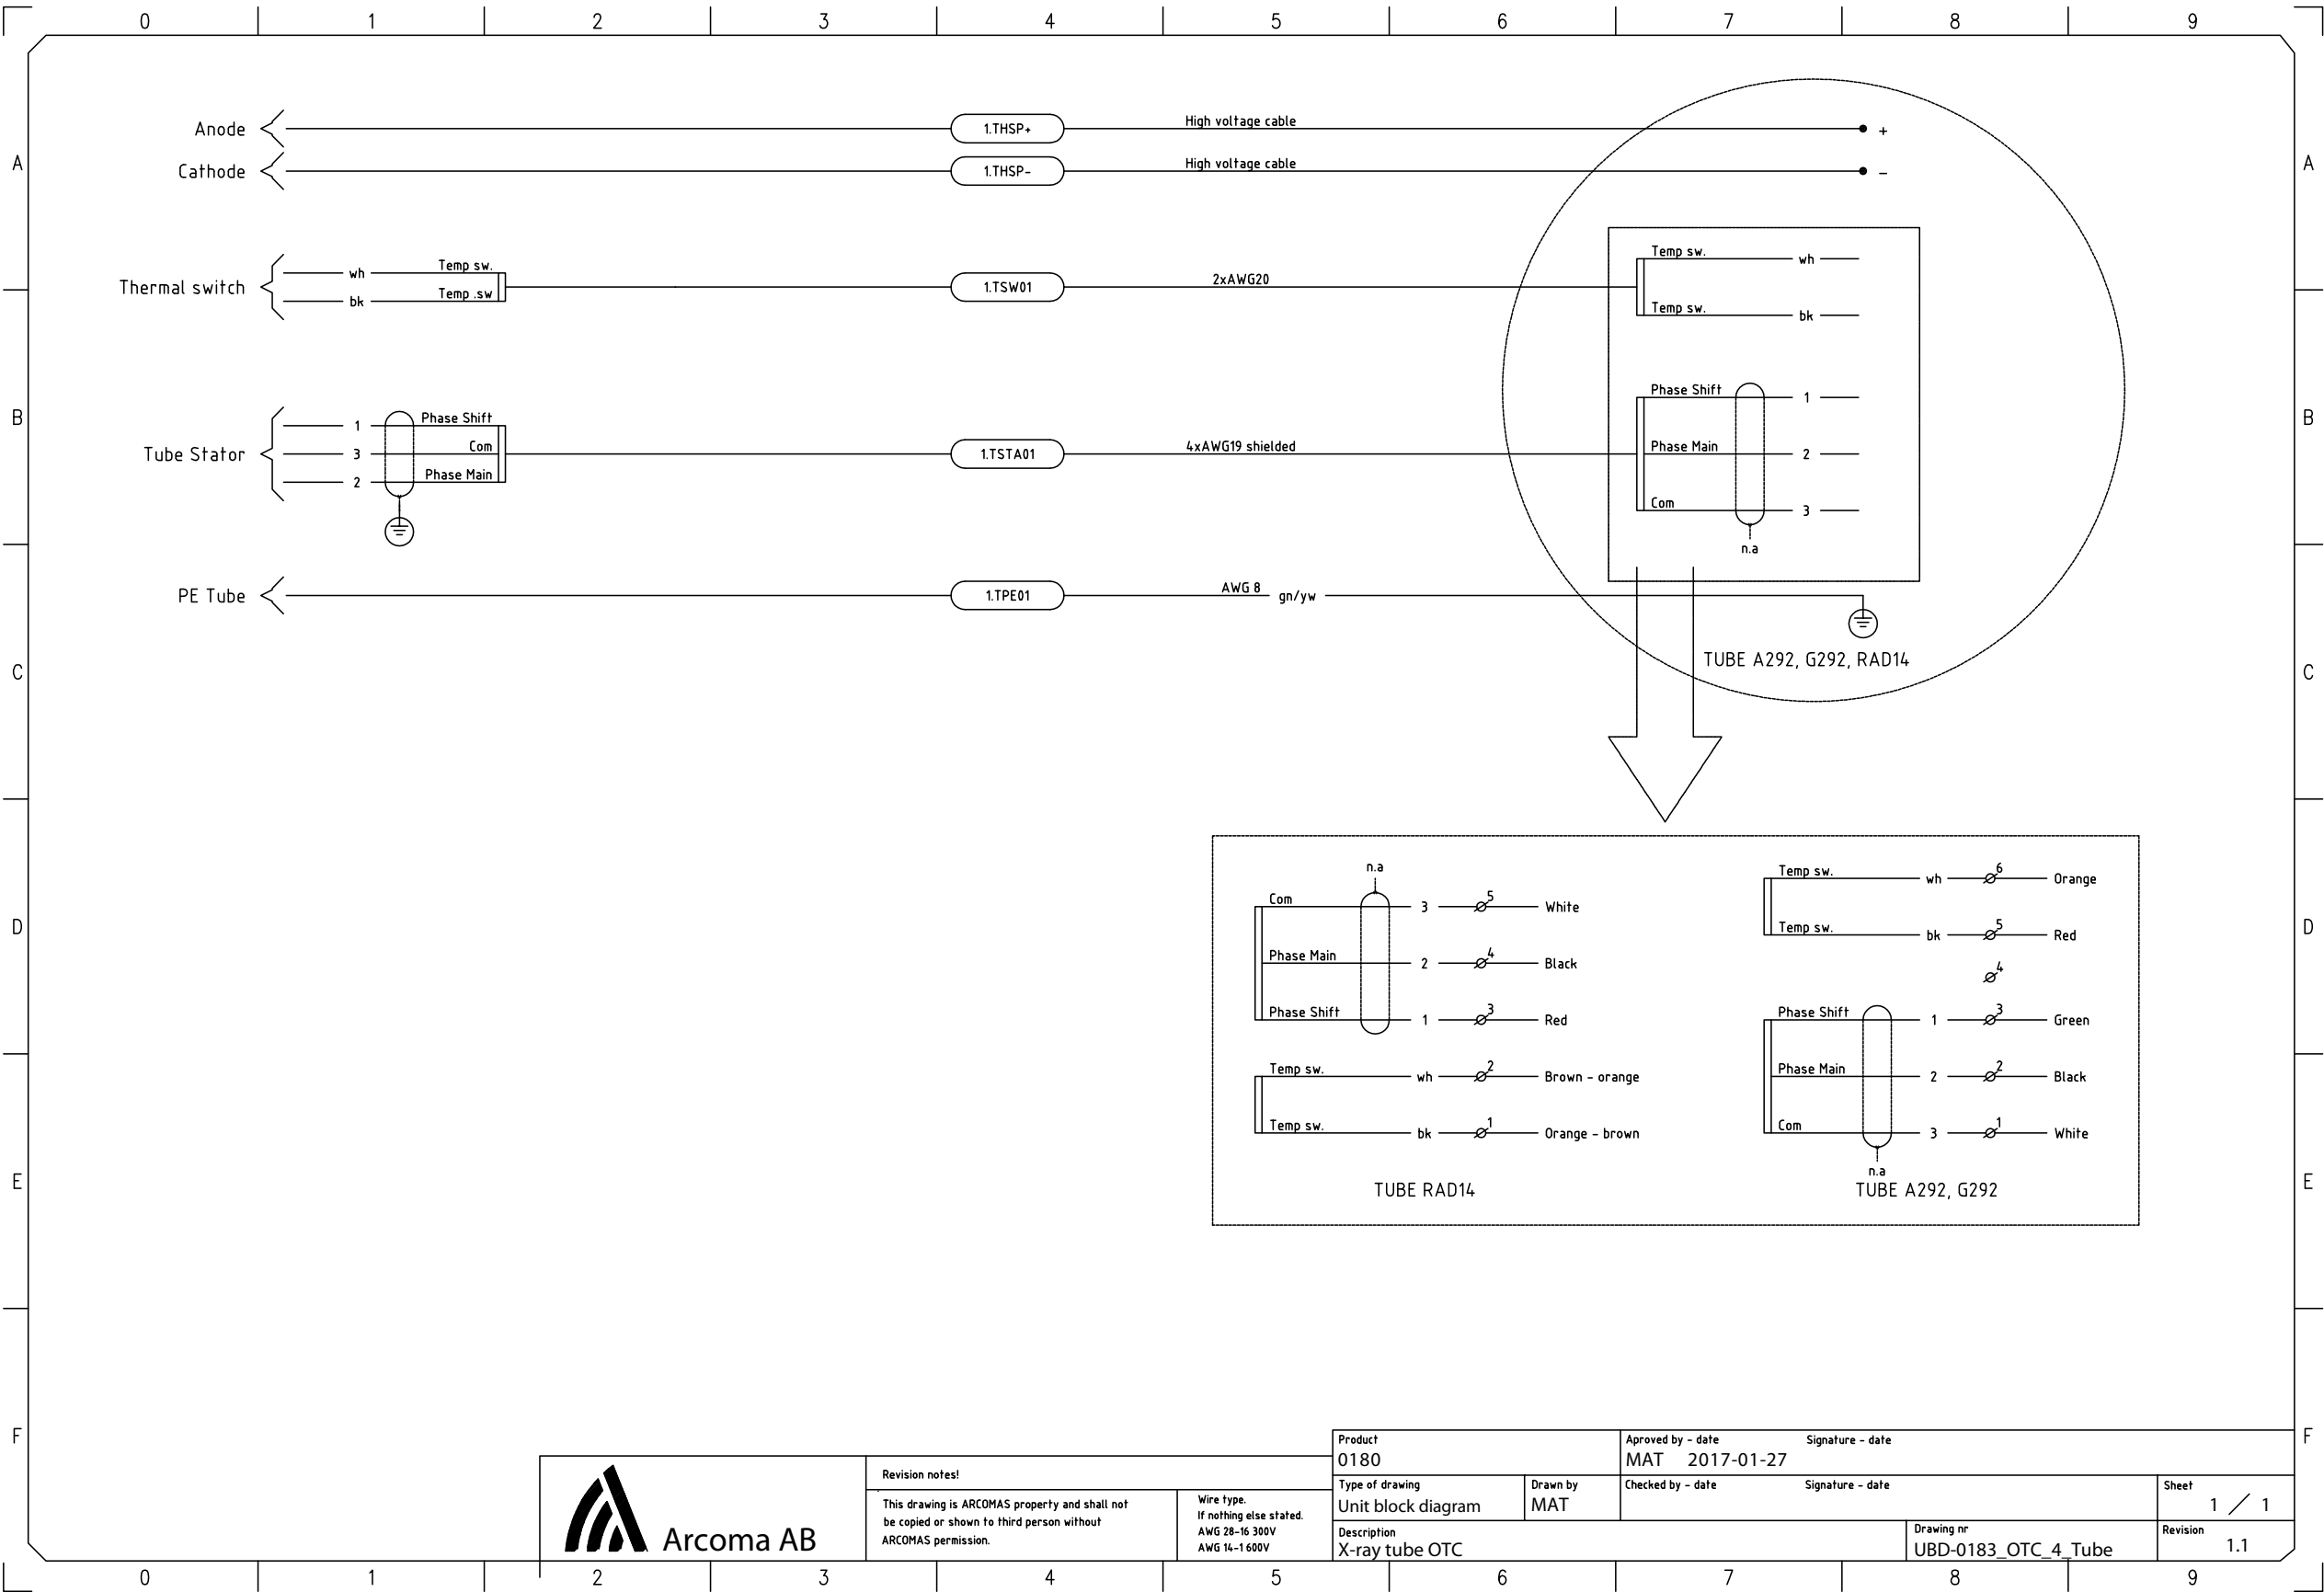 0 1 2 3 4 5 6 7 8 9
Anode 1.THSP+ High voltage cable +
A A
Cathode 1.THSP- High voltage cable -
Temp sw.
wh
Thermal switch 1.TSW01 2xAWG20
Temp .sw
bk
Temp sw. wh
Temp sw. bk
B B
Phase Shift
1
Com
Tube Stator 3 1.TSTA01 4xAWG19 shielded
Phase Main
2
Phase Shift 1
Phase Main 2
Com 3
n.a
PE Tube 1.TPE01 AWG 8 gn/yw
TUBE A292, G292, RAD14
C C
n.a
Com 3 5 White
Phase Main 2 4 Black
Phase Shift 1 3 Red
Temp sw. wh 2 Brown - orange
Temp sw. bk 1 Orange - brown
TUBE RAD14
Temp sw. wh 6 Orange
Temp sw. bk 5 Red
4
Phase Shift 1 3 Green
Phase Main 2 2 Black
Com 3 1 White
n.a
TUBE A292, G292
D D
E E
F F
Arcoma AB
Revision notes!
This drawing is ARCOMAS property and shall not
be copied or shown to third person without
ARCOMAS permission.
Wire type.
If nothing else stated.
AWG 28-16 300V
AWG 14-1 600V
Product
0180
Aproved by - date Signature - date
MAT 2017-01-27
Type of drawing
Unit block diagram
Drawn by
MAT
Checked by - date Signature - date
Sheet
1 / 1
Description
X-ray tube OTC
Drawing nr
UBD-0183_OTC_4_Tube
Revision
1.1
0 1 2 3 4 5 6 7 8 9